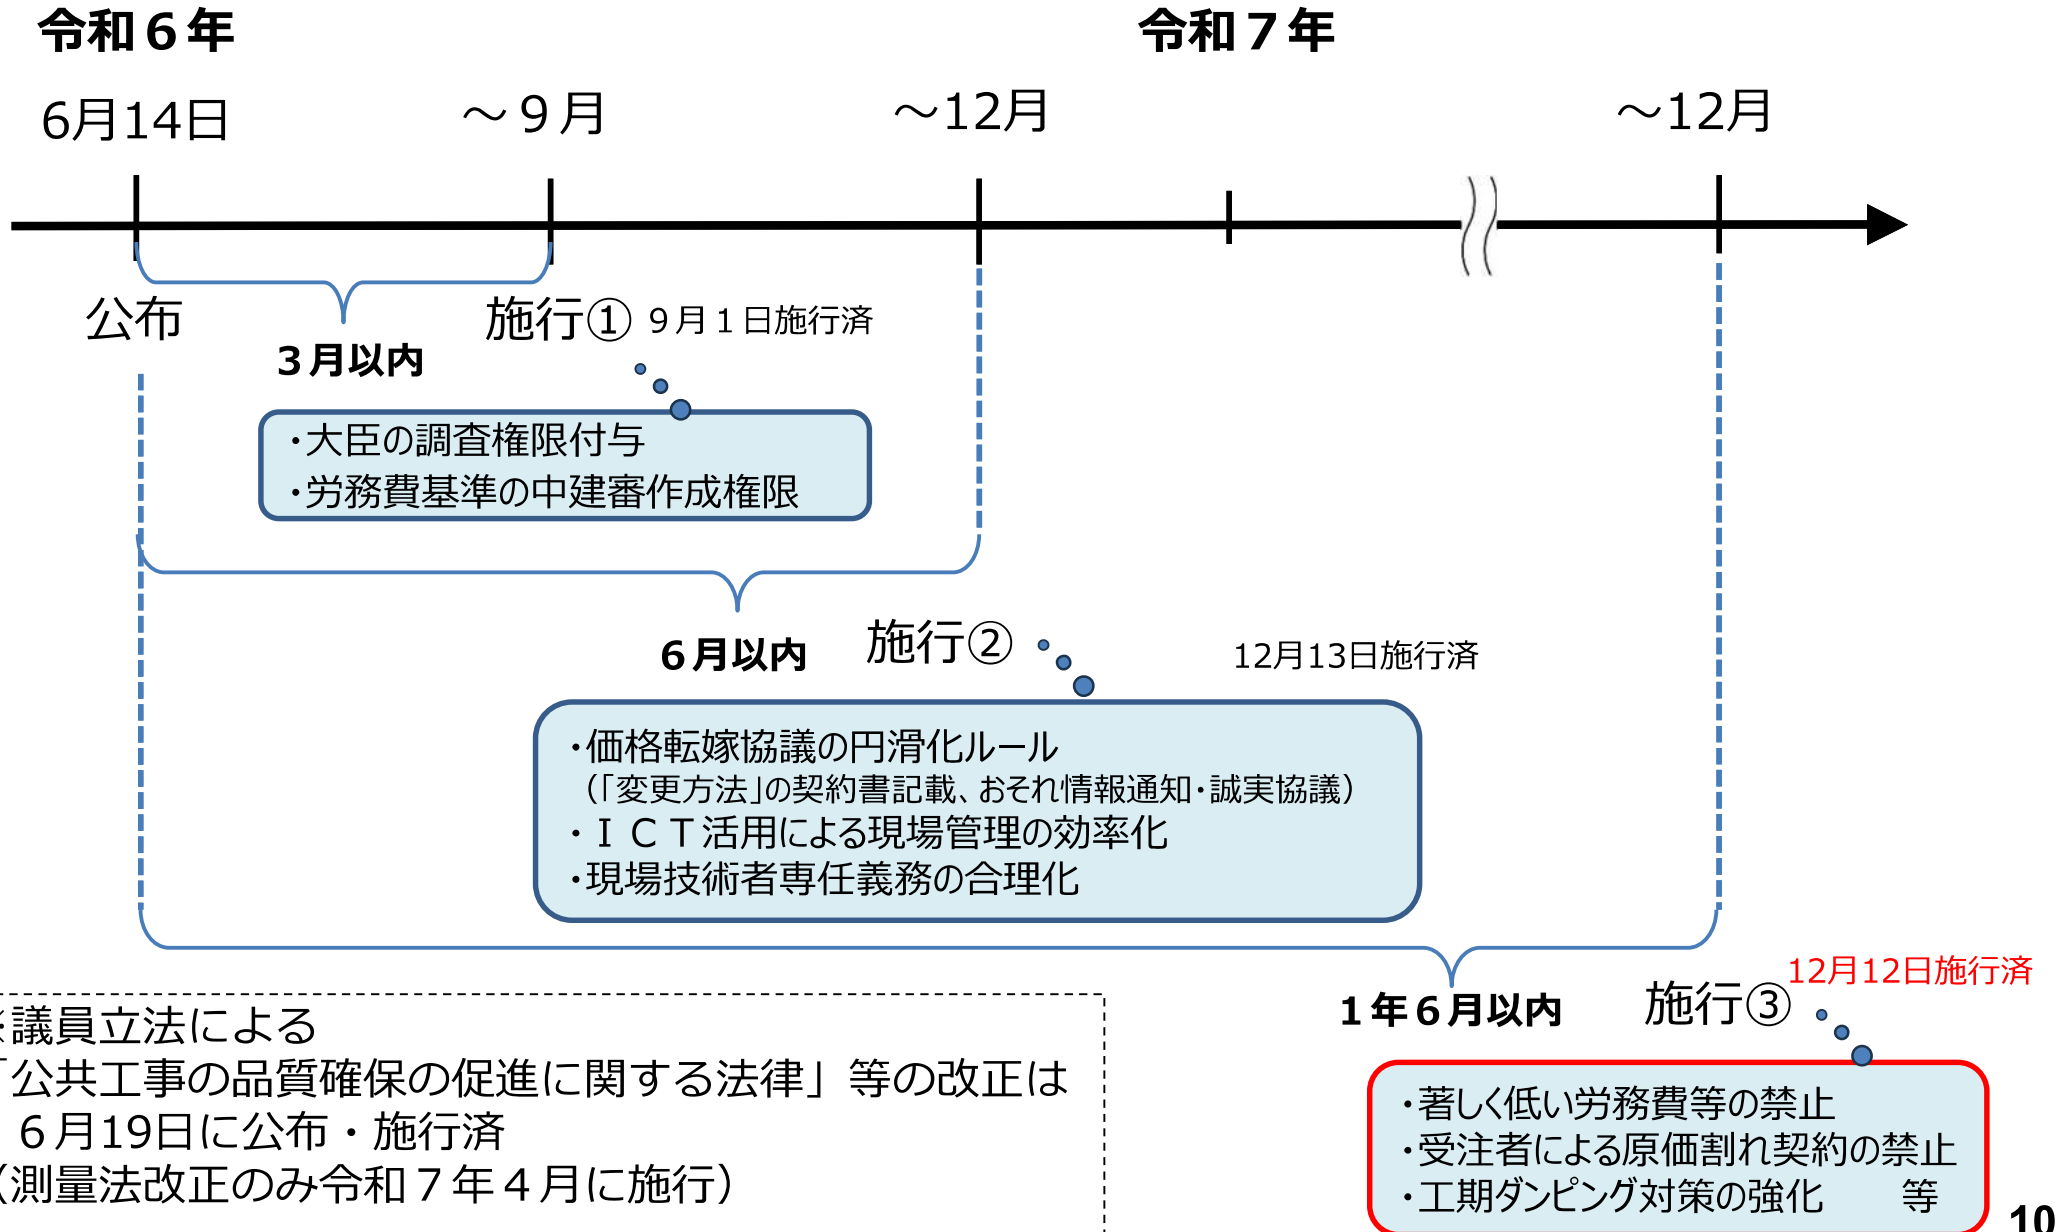 令和６年
令和７年
6月14日
～９月
～12月
～12月
公布
施行① ９月１日施行済
３月以内
・大臣の調査権限付与
・労務費基準の中建審作成権限
６月以内
施行②
12月13日施行済
・価格転嫁協議の円滑化ルール
（「変更方法」の契約書記載、おそれ情報通知・誠実協議）
・ＩＣＴ活用による現場管理の効率化
・現場技術者専任義務の合理化
１年６月以内
施行③
12月12日施行済
・著しく低い労務費等の禁止
・受注者による原価割れ契約の禁止
・工期ダンピング対策の強化　　等
※議員立法による
「公共工事の品質確保の促進に関する法律」等の改正は
６月19日に公布・施行済
（測量法改正のみ令和７年４月に施行）
10